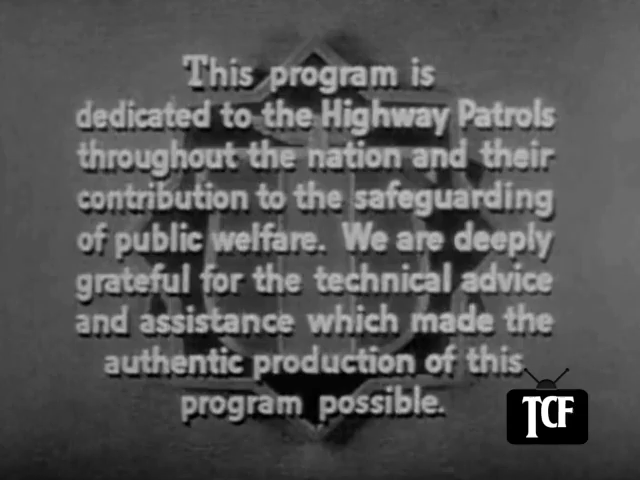 This program is
dedicated to the Highway Patrols
throughout the nation and their
contribution to the safeguarding
of public welfare. We are deeply
grateful for the technical advice
and assistance which made the
authentic production of this
program possible.
TCF